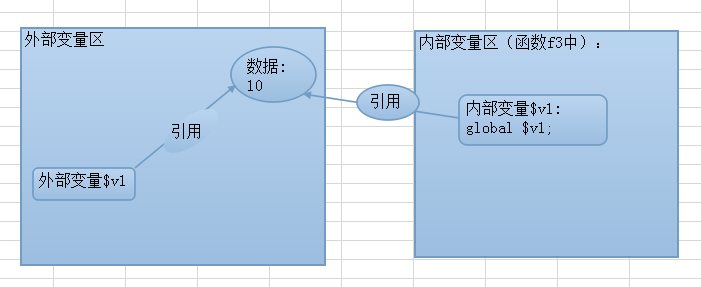 外部变量区
数据:
10
引用
外部变量$v1
引用
内部变量区（函数f3中）：
内部变量$v1:
global $v1;